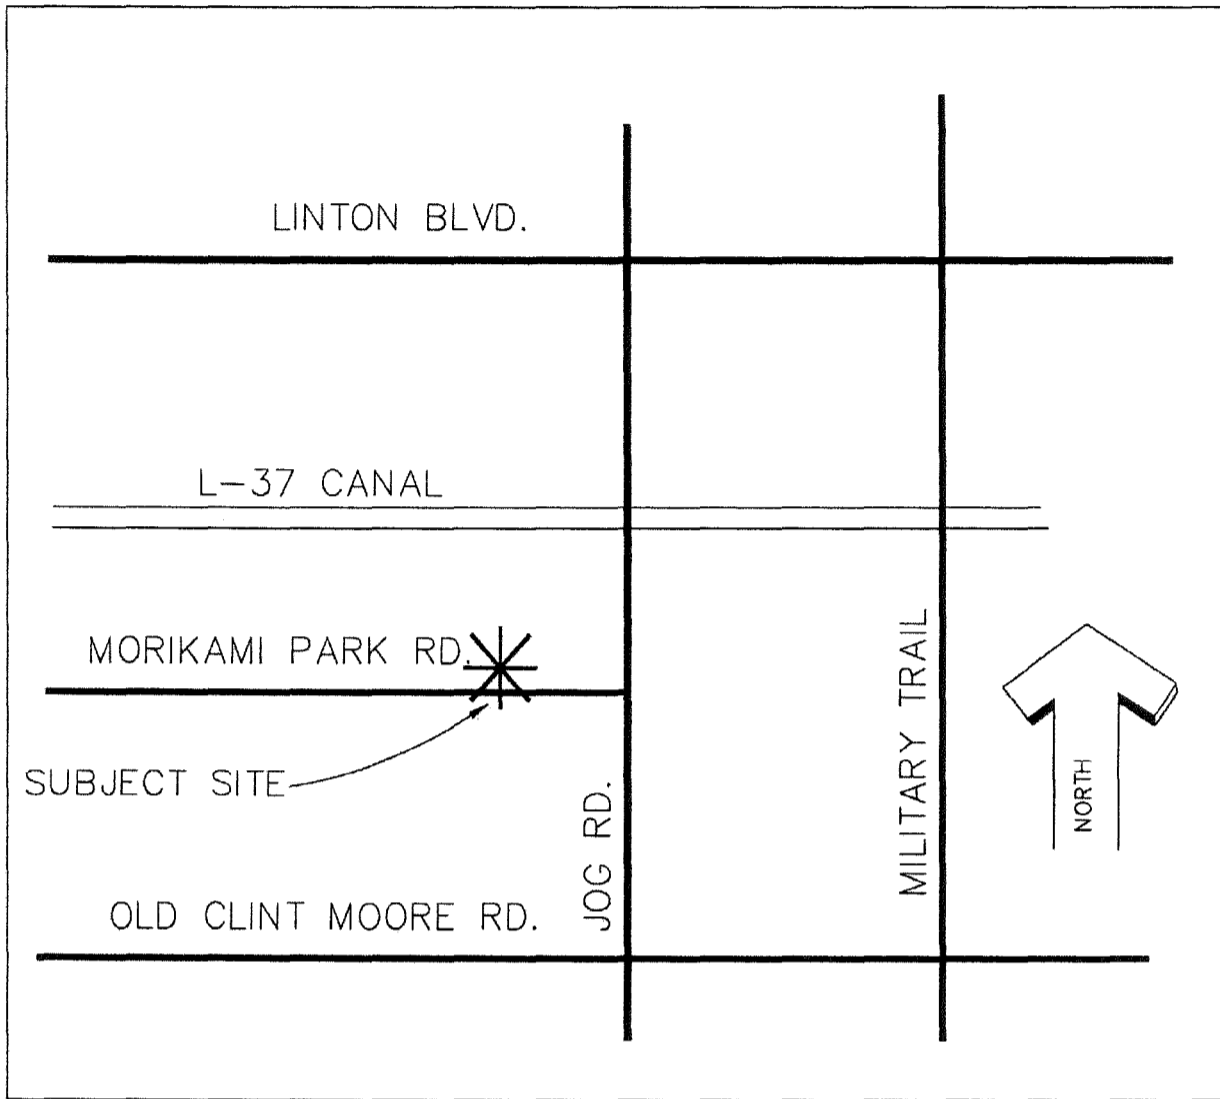 LINTON BLVD.
L-37 CANAL
MORIKAMI PARK RD.
SUBJECT SITE
JOG RD.
MILITARY TRAIL
NORTH
OLD CLINT MOORE RD.